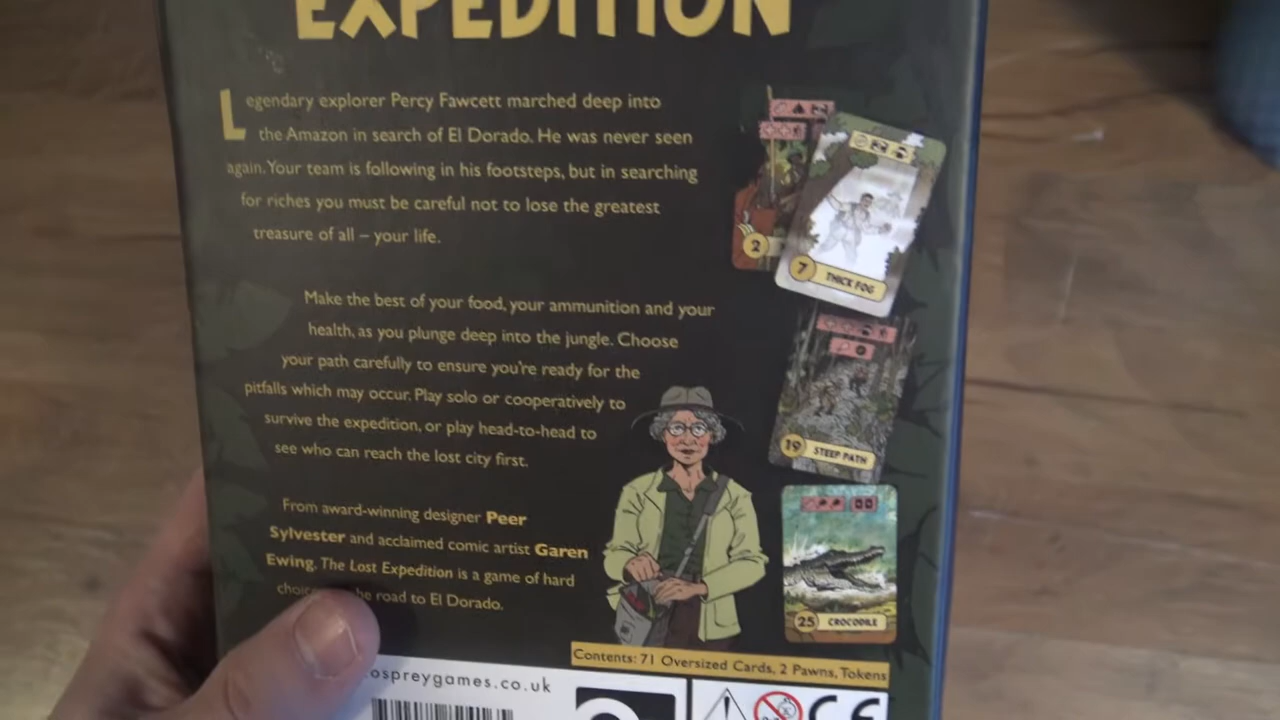 EXPEDITION
Legendary explorer Percy Fawcett marched deep into
the Amazon in search of El Dorado. He was never seen
again. Your team is following in his footsteps, but in searching
for riches you must be careful not to lose the greatest
treasure of all – your life.
Make the best of your food, your ammunition and your
health, as you plunge deep into the jungle. Choose
your path carefully to ensure you're ready for the
pitfalls which may occur. Play solo or cooperatively to
survive the expedition, or play head-to-head to
see who can reach the lost city first.
From award-winning designer Peer
Sylvester and acclaimed comic artist Garen
Ewing, The Lost Expedition is a game of hard
road to El Dorado.
2
7 THICK FOG
19 STEEP PATH
25 CROCODILE
Contents: 71 Oversized Cards, 2 Pawns, Tokens
ospreygames.co.uk
CE